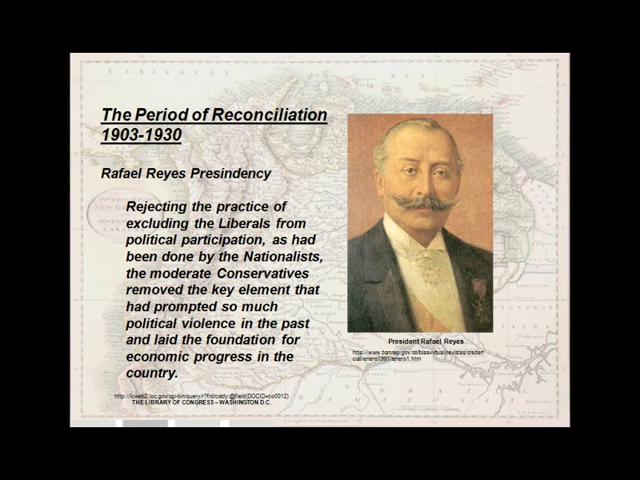 The Period of Reconciliation
1903-1930
Rafael Reyes Presindency
Rejecting the practice of
excluding the Liberals from
political participation, as had
been done by the Nationalists,
the moderate Conservatives
removed the key element that
had prompted so much
political violence in the past
and laid the foundation for
economic progress in the
country.
THE LIBRARY OF CONGRESS – WASHINGTON D.C.
President Rafael Reyes